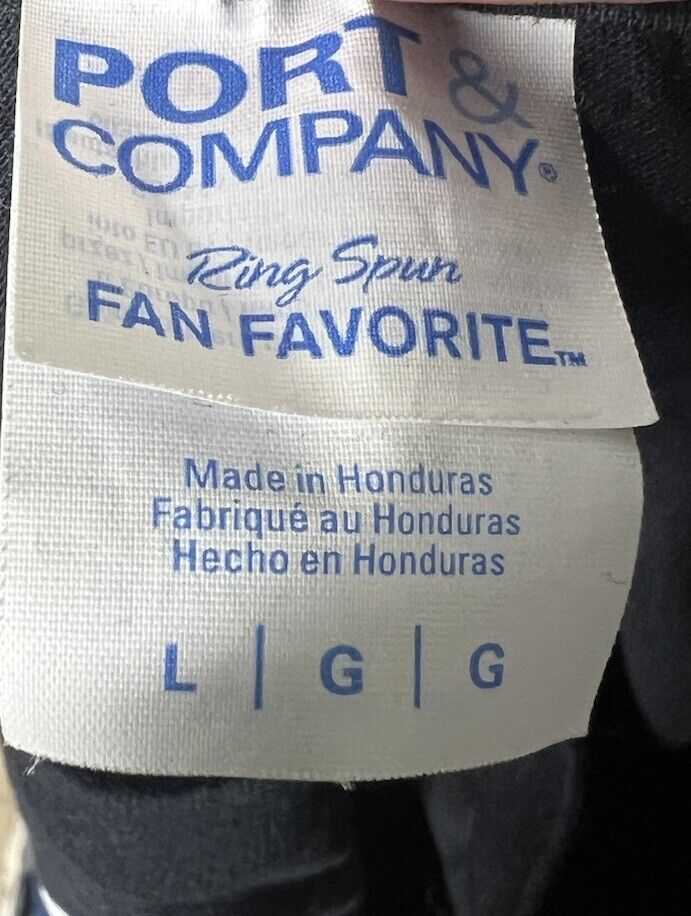 PORT &
COMPANY®
Ring Spun
FAN FAVORITE™
Made in Honduras
Fabriqué au Honduras
Hecho en Honduras
L | G | G